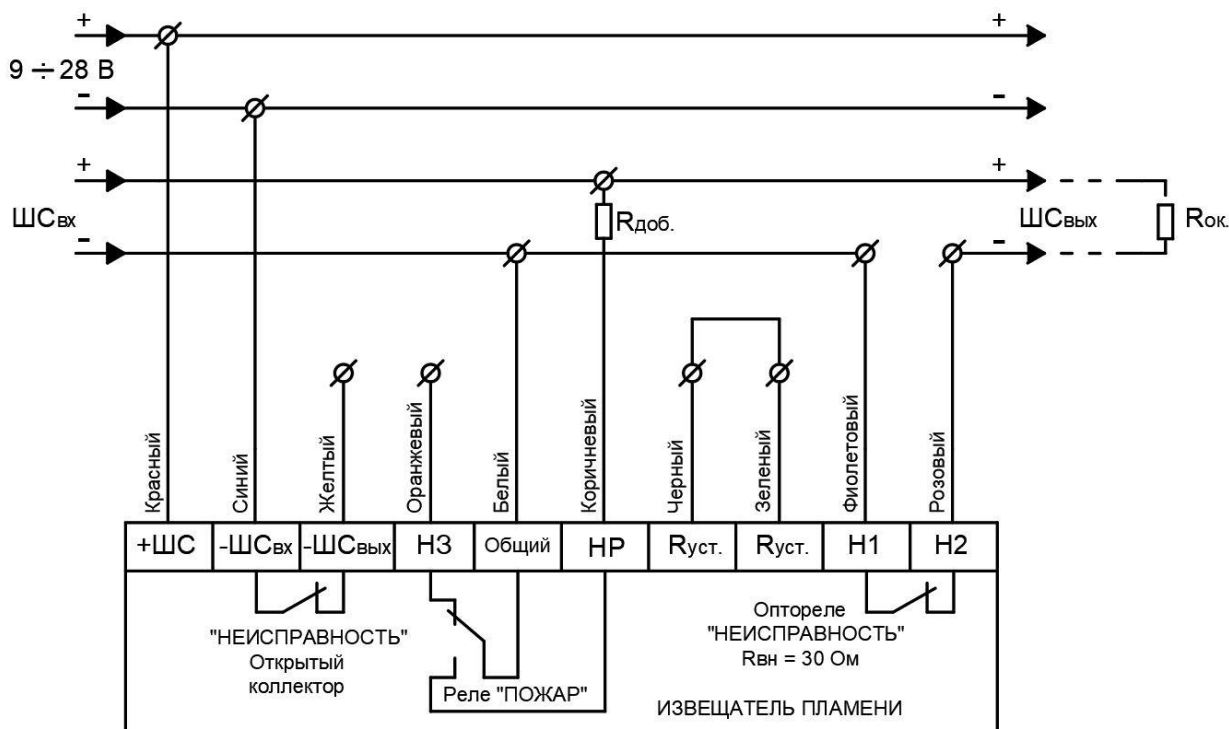 + +
9 ÷ 28 В
- -
+ +
ШСвх Rдоб. ШСвых Rок.
- -
Красный
Синий
Желтый
Оранжевый
Белый
Коричневый
Черный
Зеленый
Фиолетовый
Розовый
+ШС -ШСвх -ШСвых НЗ Общий НР Rуст. Rуст. Н1 Н2
"НЕИСПРАВНОСТЬ"
Открытый
коллектор
Реле "ПОЖАР"
Оптореле
"НЕИСПРАВНОСТЬ"
Rвн = 30 Ом
ИЗВЕЩАТЕЛЬ ПЛАМЕНИ